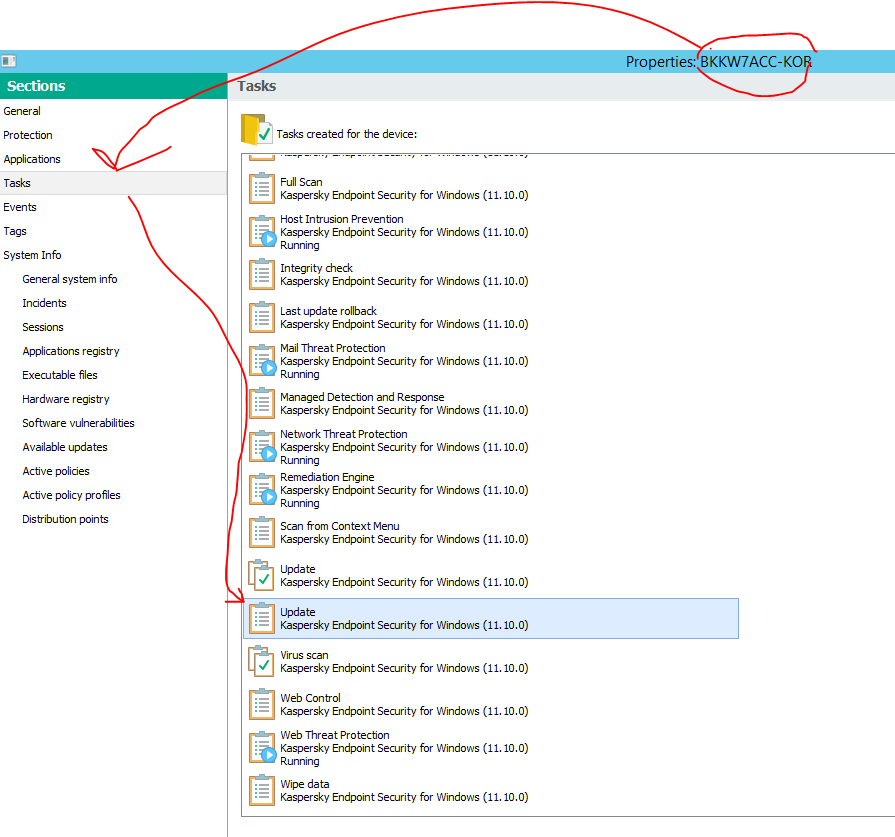 Properties: BKKW7ACC-KOR
Sections
General
Protection
Applications
Tasks
Events
Tags
System Info
General system info
Incidents
Sessions
Applications registry
Executable files
Hardware registry
Software vulnerabilities
Available updates
Active policies
Active policy profiles
Distribution points
Tasks
Tasks created for the device:
Kaspersky Endpoint Security for Windows (11.10.0)
Full Scan
Kaspersky Endpoint Security for Windows (11.10.0)
Host Intrusion Prevention
Kaspersky Endpoint Security for Windows (11.10.0)
Running
Integrity check
Kaspersky Endpoint Security for Windows (11.10.0)
Last update rollback
Kaspersky Endpoint Security for Windows (11.10.0)
Mail Threat Protection
Kaspersky Endpoint Security for Windows (11.10.0)
Running
Managed Detection and Response
Kaspersky Endpoint Security for Windows (11.10.0)
Network Threat Protection
Kaspersky Endpoint Security for Windows (11.10.0)
Running
Remediation Engine
Kaspersky Endpoint Security for Windows (11.10.0)
Running
Scan from Context Menu
Kaspersky Endpoint Security for Windows (11.10.0)
Update
Kaspersky Endpoint Security for Windows (11.10.0)
Update
Kaspersky Endpoint Security for Windows (11.10.0)
Virus scan
Kaspersky Endpoint Security for Windows (11.10.0)
Web Control
Kaspersky Endpoint Security for Windows (11.10.0)
Web Threat Protection
Kaspersky Endpoint Security for Windows (11.10.0)
Running
Wipe data
Kaspersky Endpoint Security for Windows (11.10.0)